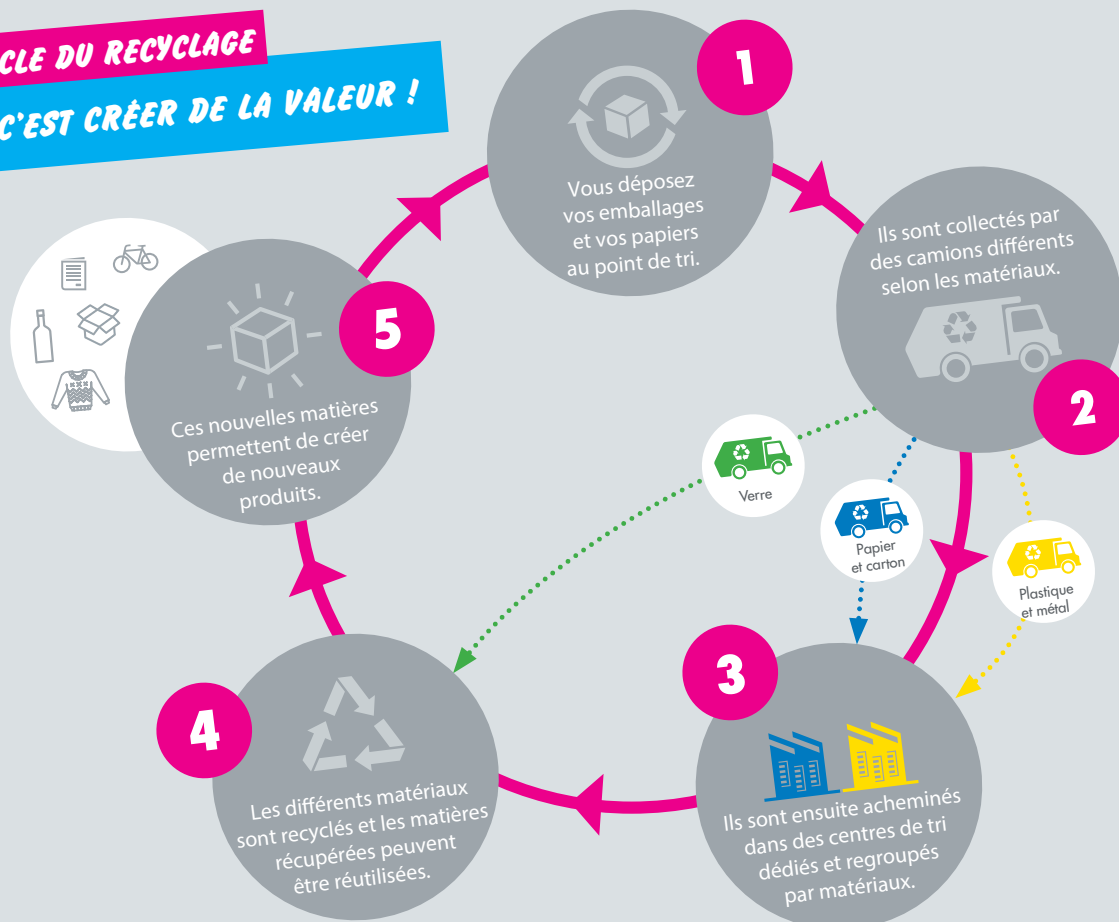 CLE DU RECYCLAGE
C'EST CRÉER DE LA VALEUR !
1
Vous déposez
vos emballages
et vos papiers
au point de tri.
Ils sont collectés par
des camions différents
selon les matériaux.
2
Verre
Papier
et carton
Plastique
et métal
3
Ils sont ensuite acheminés
dans des centres de tri
dédiés et regroupés
par matériaux.
4
Les différents matériaux
sont recyclés et les matières
récupérées peuvent
être réutilisées.
5
Ces nouvelles matières
permettent de créer
de nouveaux
produits.